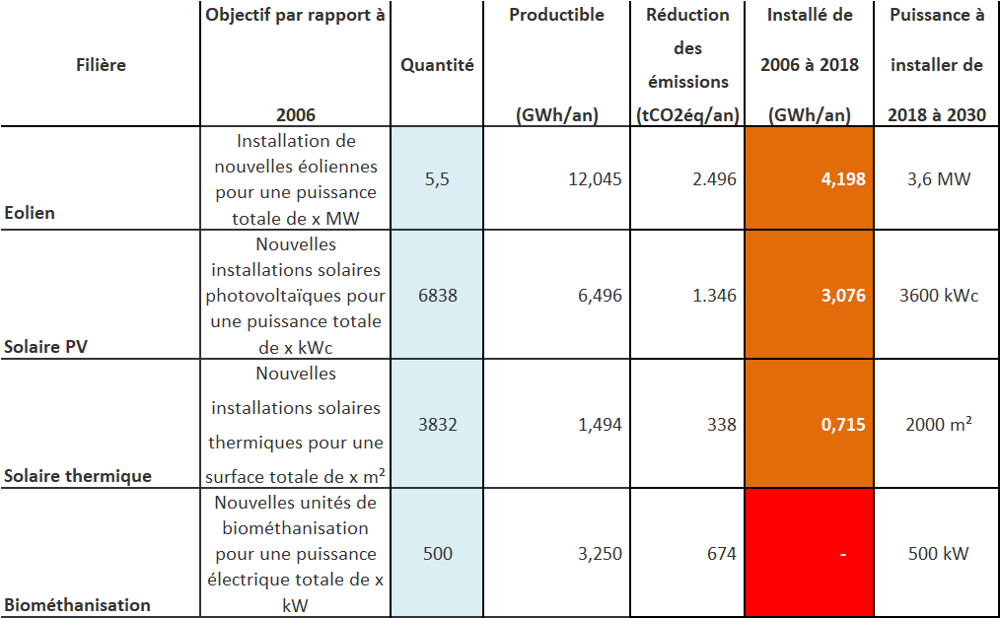 Filière
Objectif par rapport à
2006
Quantité
Productible
(GWh/an)
Réduction
des
émissions
(tCO2éq/an)
Installé de
2006 à 2018
(GWh/an)
Puissance à
installer de
2018 à 2030
Eolien
Installation de
nouvelles éoliennes
pour une puissance
totale de x MW
5,5
12,045
2.496
4,198
3,6 MW
Solaire PV
Nouvelles
installations solaires
photovoltaïques pour
une puissance totale
de x kWc
6838
6,496
1.346
3,076
3600 kWc
Solaire thermique
Nouvelles
installations solaires
thermiques pour une
surface totale de x m²
3832
1,494
338
0,715
2000 m²
Biométhanisation
Nouvelles unités de
biométhanisation
pour une puissance
électrique totale de x
kW
500
3,250
674
-
500 kW